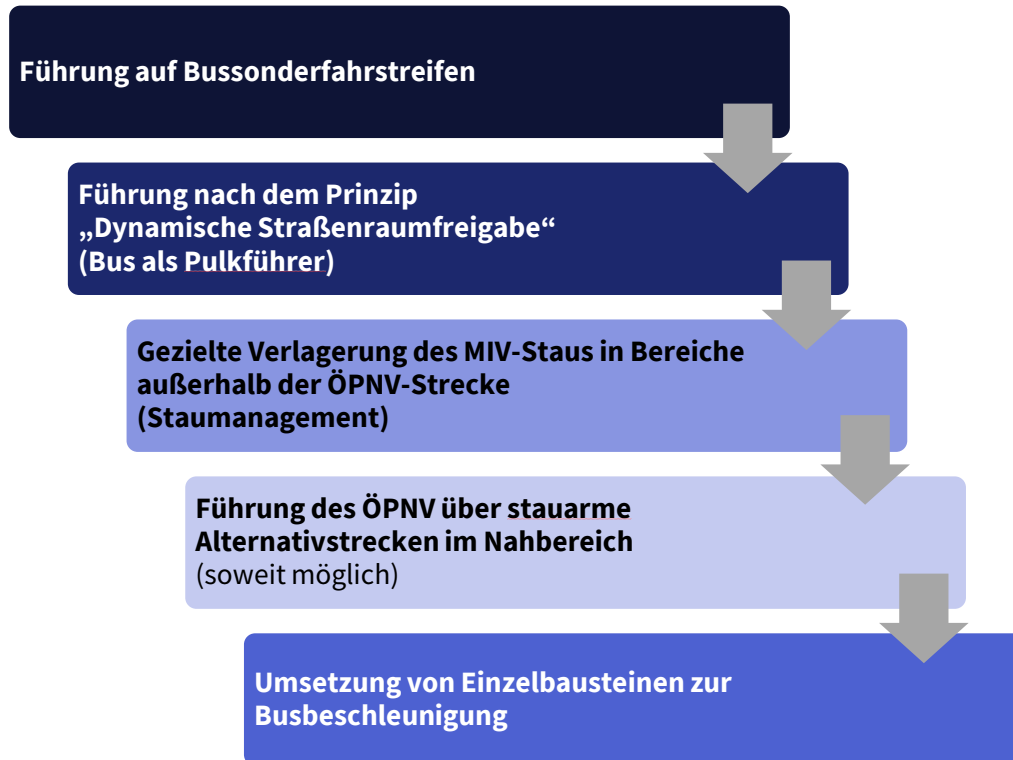 Führung auf Bussonderfahrstreifen
Führung nach dem Prinzip
„Dynamische Straßenraumfreigabe“
(Bus als Pulkführer)
Gezielte Verlagerung des MIV-Staus in Bereiche
außerhalb der ÖPNV-Strecke
(Staumanagement)
Führung des ÖPNV über stauarme
Alternativstrecken im Nahbereich
(soweit möglich)
Umsetzung von Einzelbausteinen zur
Busbeschleunigung